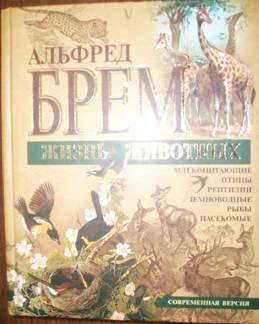 АЛЬФРЕД
БРЕМ
ЖИЗНЬ ЖИВОТНЫХ
МЛЕКОПИТАЮЩИЕ
ПТИЦЫ
РЕПТИЛИИ
ЗЕМНОВОДНЫЕ
РЫБЫ
НАСЕКОМЫЕ
СОВРЕМЕННАЯ ВЕРСИЯ